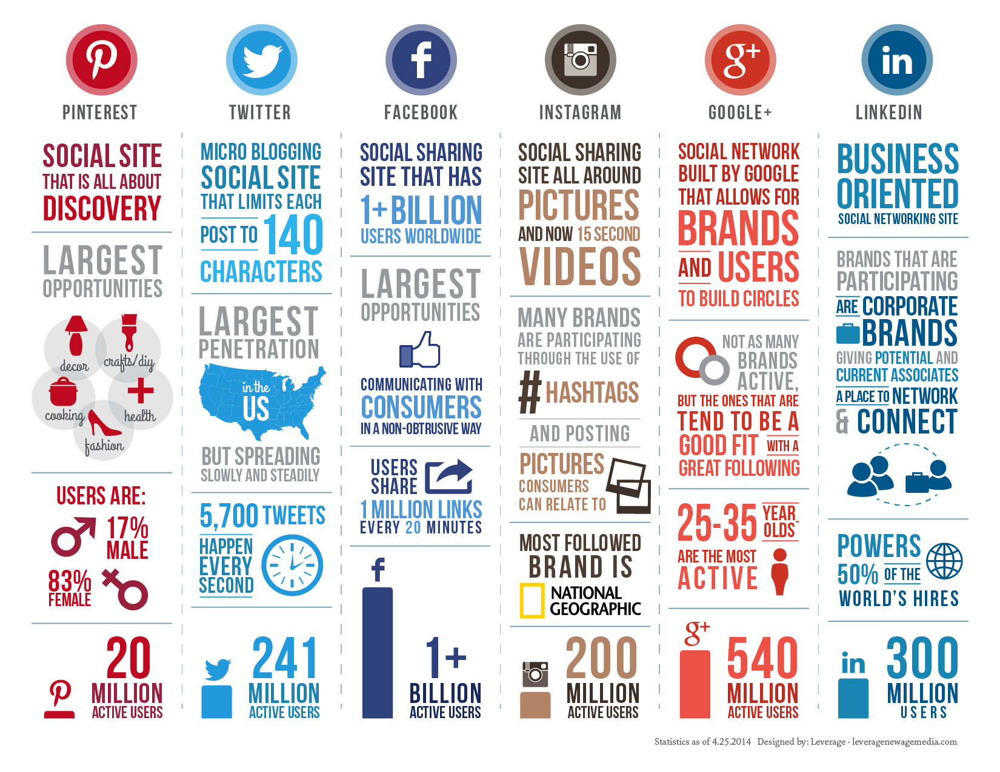 PINTEREST
SOCIAL SITE
THAT IS ALL ABOUT
DISCOVERY
LARGEST
OPPORTUNITIES
decor
crafts/diy
cooking
health
fashion
USERS ARE:
17%
MALE
83%
FEMALE
20
MILLION
ACTIVE USERS
TWITTER
MICRO BLOGGING
SOCIAL SITE
THAT LIMITS EACH
POST TO 140
CHARACTERS
LARGEST
PENETRATION
in the
US
BUT SPREADING
SLOWLY AND STEADILY
5,700 TWEETS
HAPPEN
EVERY
SECOND
241
MILLION
ACTIVE USERS
f
FACEBOOK
SOCIAL SHARING
SITE THAT HAS
1+ BILLION
USERS WORLDWIDE
LARGEST
OPPORTUNITIES
COMMUNICATING WITH
CONSUMERS
IN A NON-OBTRUSIVE WAY
USERS
SHARE
1 MILLION LINKS
EVERY 20 MINUTES
f
1+
BILLION
ACTIVE USERS
INSTAGRAM
SOCIAL SHARING
SITE ALL AROUND
PICTURES
AND NOW 15 SECOND
VIDEOS
MANY BRANDS
ARE PARTICIPATING
THROUGH THE USE OF
# HASHTAGS
AND POSTING
PICTURES
CONSUMERS
CAN RELATE TO
MOST FOLLOWED
BRAND IS
NATIONAL
GEOGRAPHIC
200
MILLION
ACTIVE USERS
g+
GOOGLE+
SOCIAL NETWORK
BUILT BY GOOGLE
THAT ALLOWS FOR
BRANDS
AND USERS
TO BUILD CIRCLES
NOT AS MANY
BRANDS
ACTIVE,
BUT THE ONES THAT ARE
TEND TO BE A
GOOD FIT WITH A
GREAT FOLLOWING
25-35 YEAR
OLDS
ARE THE MOST
ACTIVE
g+
540
MILLION
ACTIVE USERS
in
LINKEDIN
BUSINESS
ORIENTED
SOCIAL NETWORKING SITE
BRANDS THAT ARE
PARTICIPATING
ARE CORPORATE
BRANDS
GIVING POTENTIAL AND
CURRENT ASSOCIATES
A PLACE TO NETWORK
& CONNECT
POWERS
50% OF THE
WORLD'S HIRES
in
300
MILLION
USERS
Statistics as of 4.25.2014 Designed by: Leverage - leveragenewagemedia.com